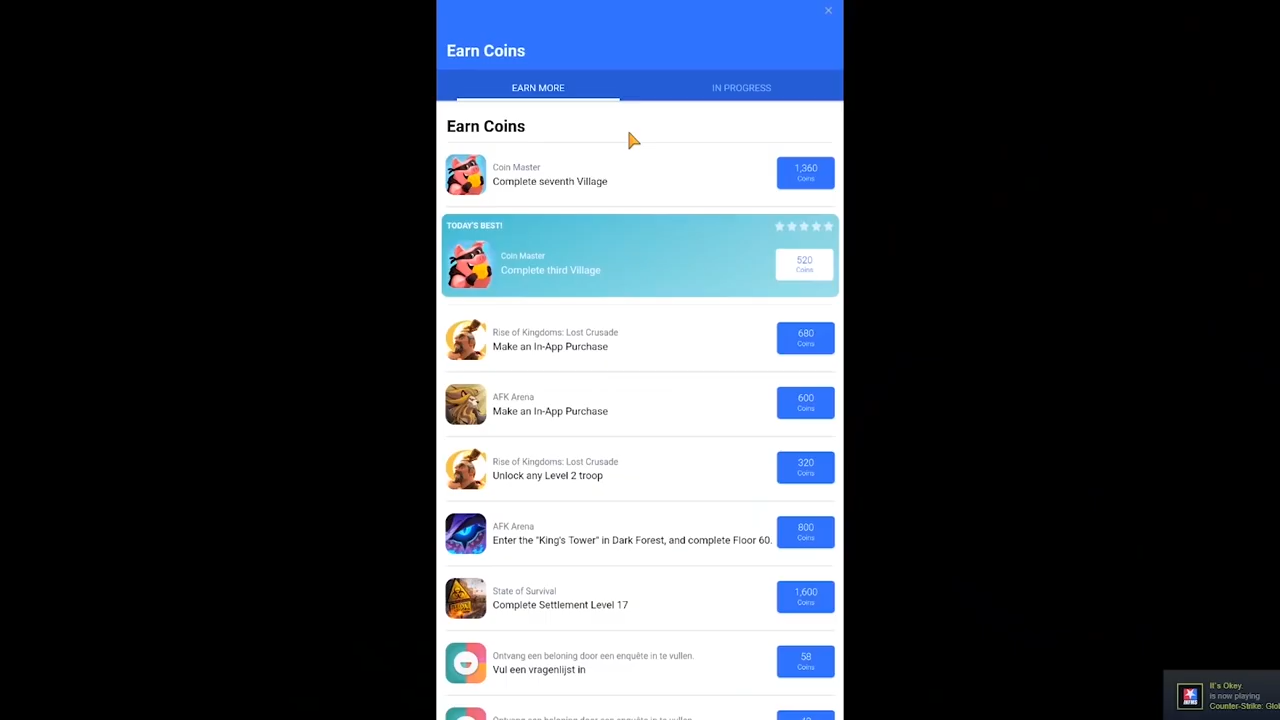 Earn Coins
EARN MORE
IN PROGRESS
Earn Coins
Coin Master
Complete seventh Village
1,360
Coins
TODAY'S BEST!
Coin Master
Complete third Village
520
Coins
Rise of Kingdoms: Lost Crusade
Make an In-App Purchase
680
Coins
AFK Arena
Make an In-App Purchase
600
Coins
Rise of Kingdoms: Lost Crusade
Unlock any Level 2 troop
320
Coins
AFK Arena
Enter the "King's Tower" in Dark Forest, and complete Floor 60.
800
Coins
State of Survival
Complete Settlement Level 17
1,600
Coins
Ontvang een beloning door een enquête in te vullen.
Vul een vragenlijst in
58
Coins
Il's Okey.
is now playing
Counter-Strike: Glo